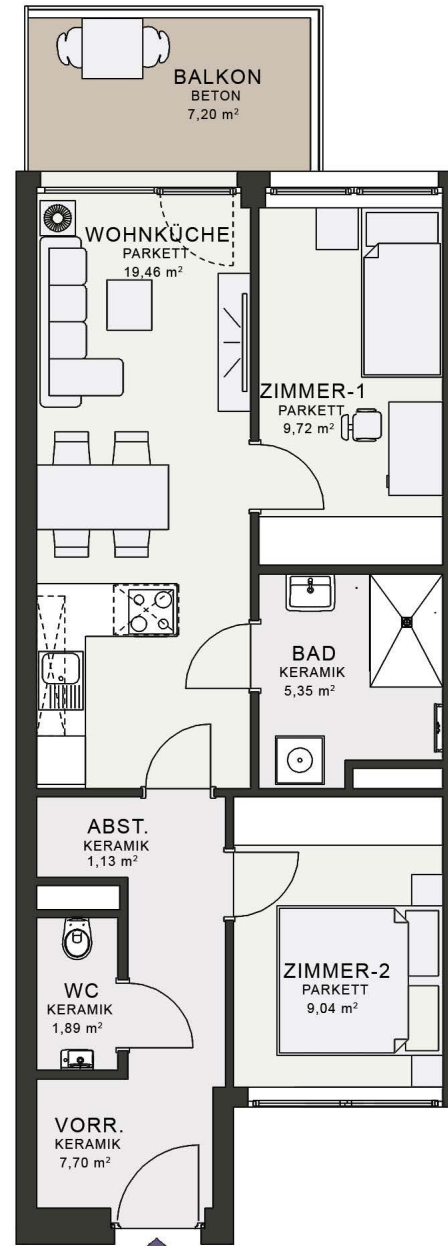 BALKON
BETON
7,20 m²
WOHNKÜCHE
PARKETT
19,46 m²
ZIMMER-1
PARKETT
9,72 m²
BAD
KERAMIK
5,35 m²
ABST.
KERAMIK
1,13 m²
ZIMMER-2
PARKETT
9,04 m²
WC
KERAMIK
1,89 m²
VORR.
KERAMIK
7,70 m²